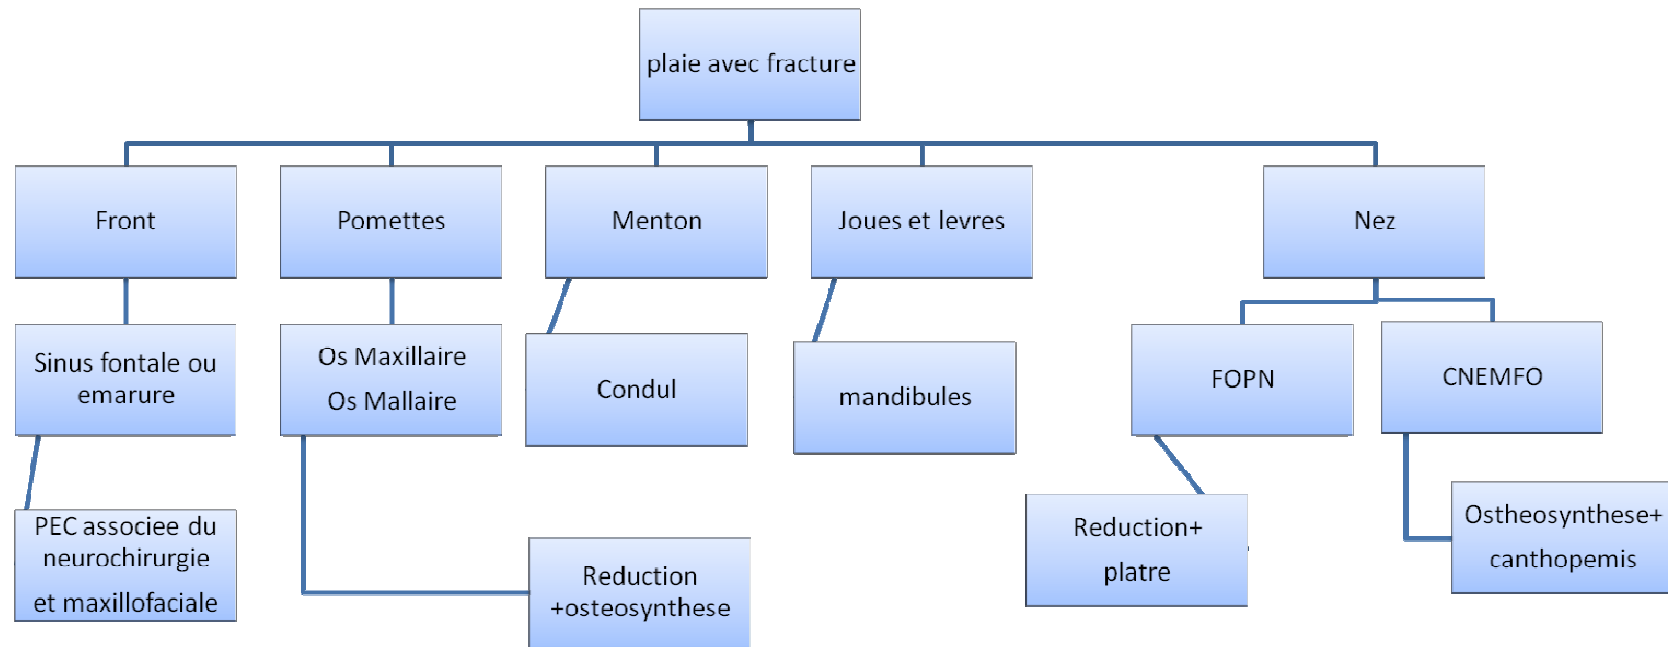 plaie avec fracture
Front
Pomettes
Menton
Joues et levres
Nez
Sinus fontale ou
emarure
Os Maxillaire
Os Mallaire
Condul
mandibules
FOPN
CNEMFO
PEC associee du
neurochirurgie
et maxillofaciale
Reduction
+osteosynthese
Reduction+
platre
Ostheosynthese+
canthopemis